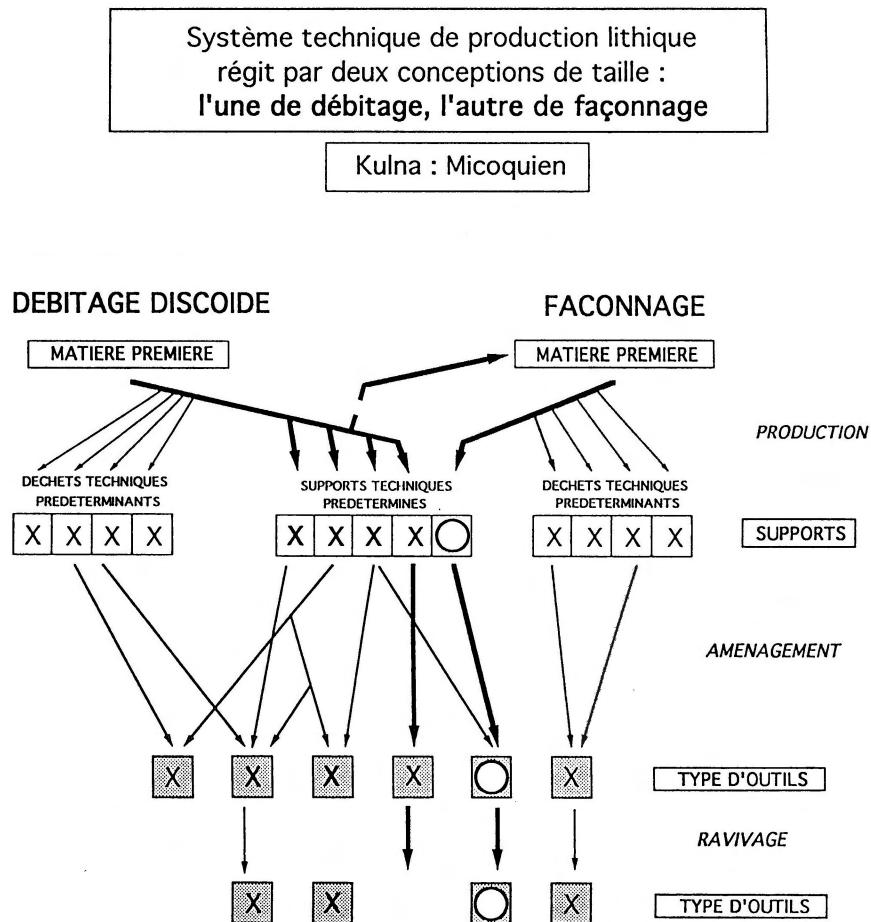 Système technique de production lithique
régit par deux conceptions de taille :
l'une de débitage, l'autre de façonnage
Kulna : Micoquien
DEBITAGE DISCOIDE
FACONNAGE
MATIERE PREMIERE
MATIERE PREMIERE
PRODUCTION
DECHETS TECHNIQUES
PREDETERMINANTS
SUPPORTS TECHNIQUES
PREDETERMINES
DECHETS TECHNIQUES
PREDETERMINANTS
X X X X
X X X X
X X X X
SUPPORTS
AMENAGEMENT
X X X X X
TYPE D'OUTILS
RAVIVAGE
X X X
TYPE D'OUTILS